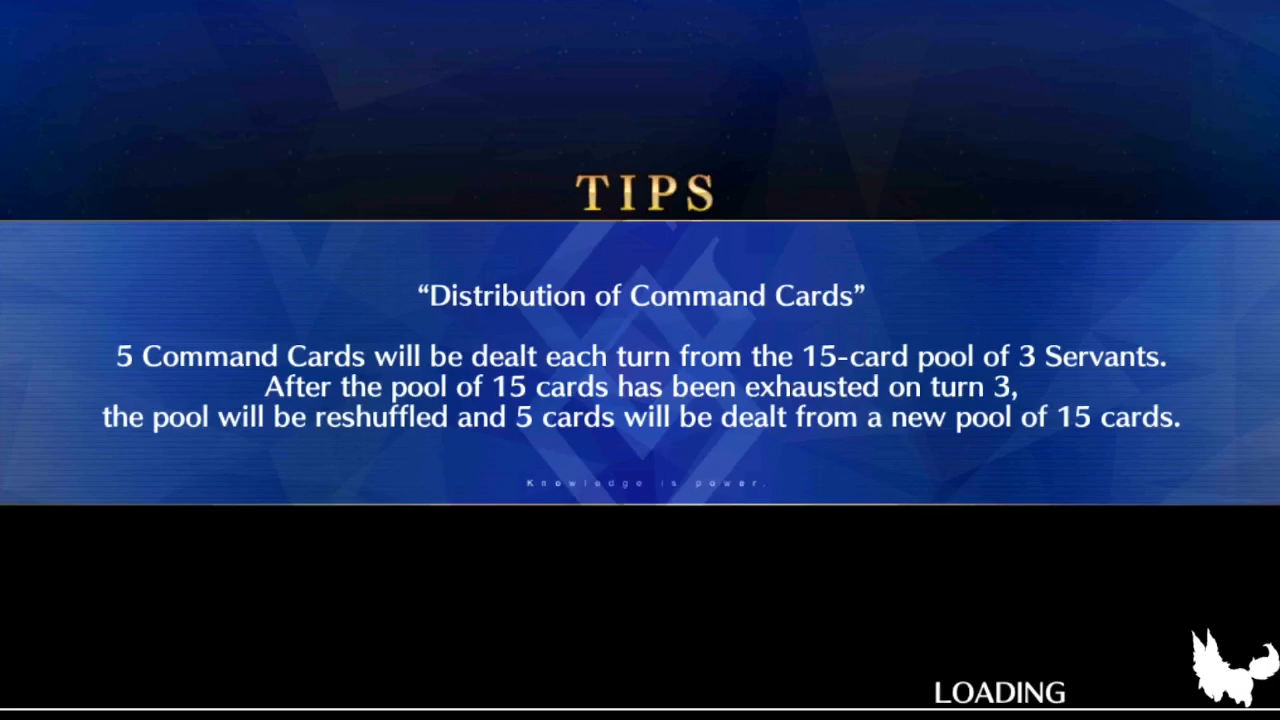 TIPS
“Distribution of Command Cards”
5 Command Cards will be dealt each turn from the 15-card pool of 3 Servants.
After the pool of 15 cards has been exhausted on turn 3,
the pool will be reshuffled and 5 cards will be dealt from a new pool of 15 cards.
Knowledge is power.
LOADING